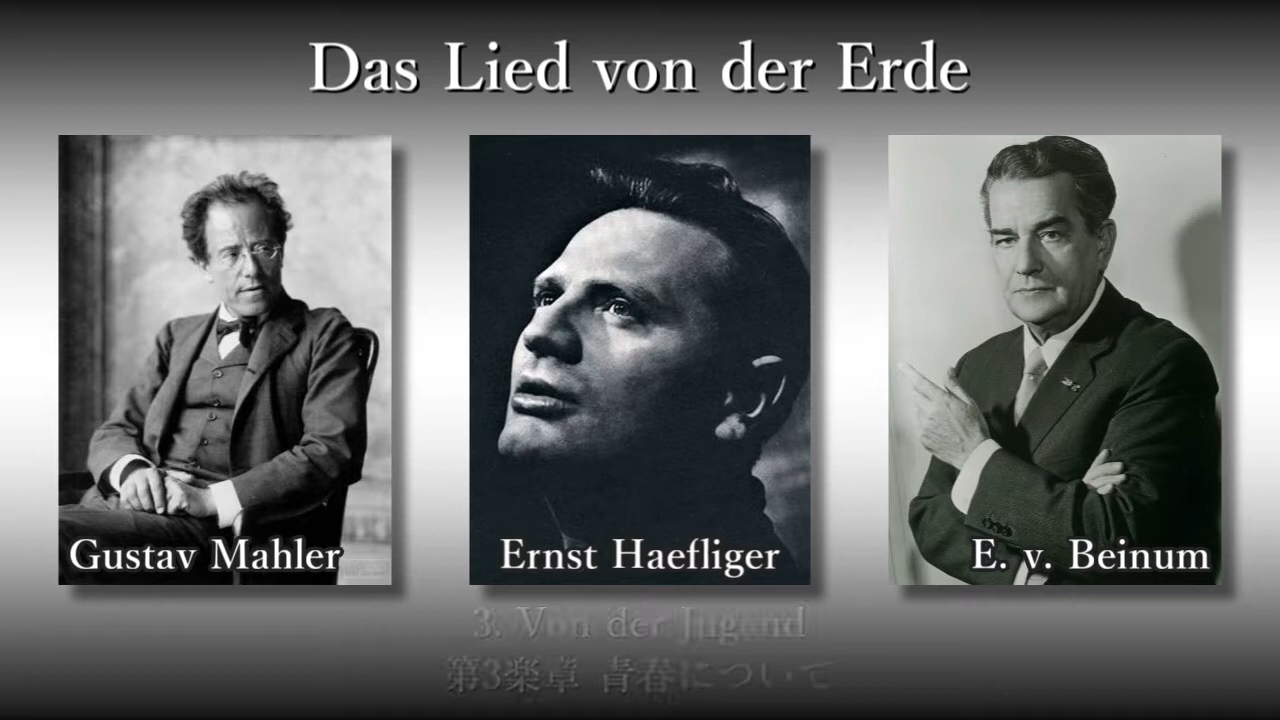 Das Lied von der Erde
Gustav Mahler
Ernst Haefliger
E. v. Beinum
3. Von der Jugend
第3楽章 青春について